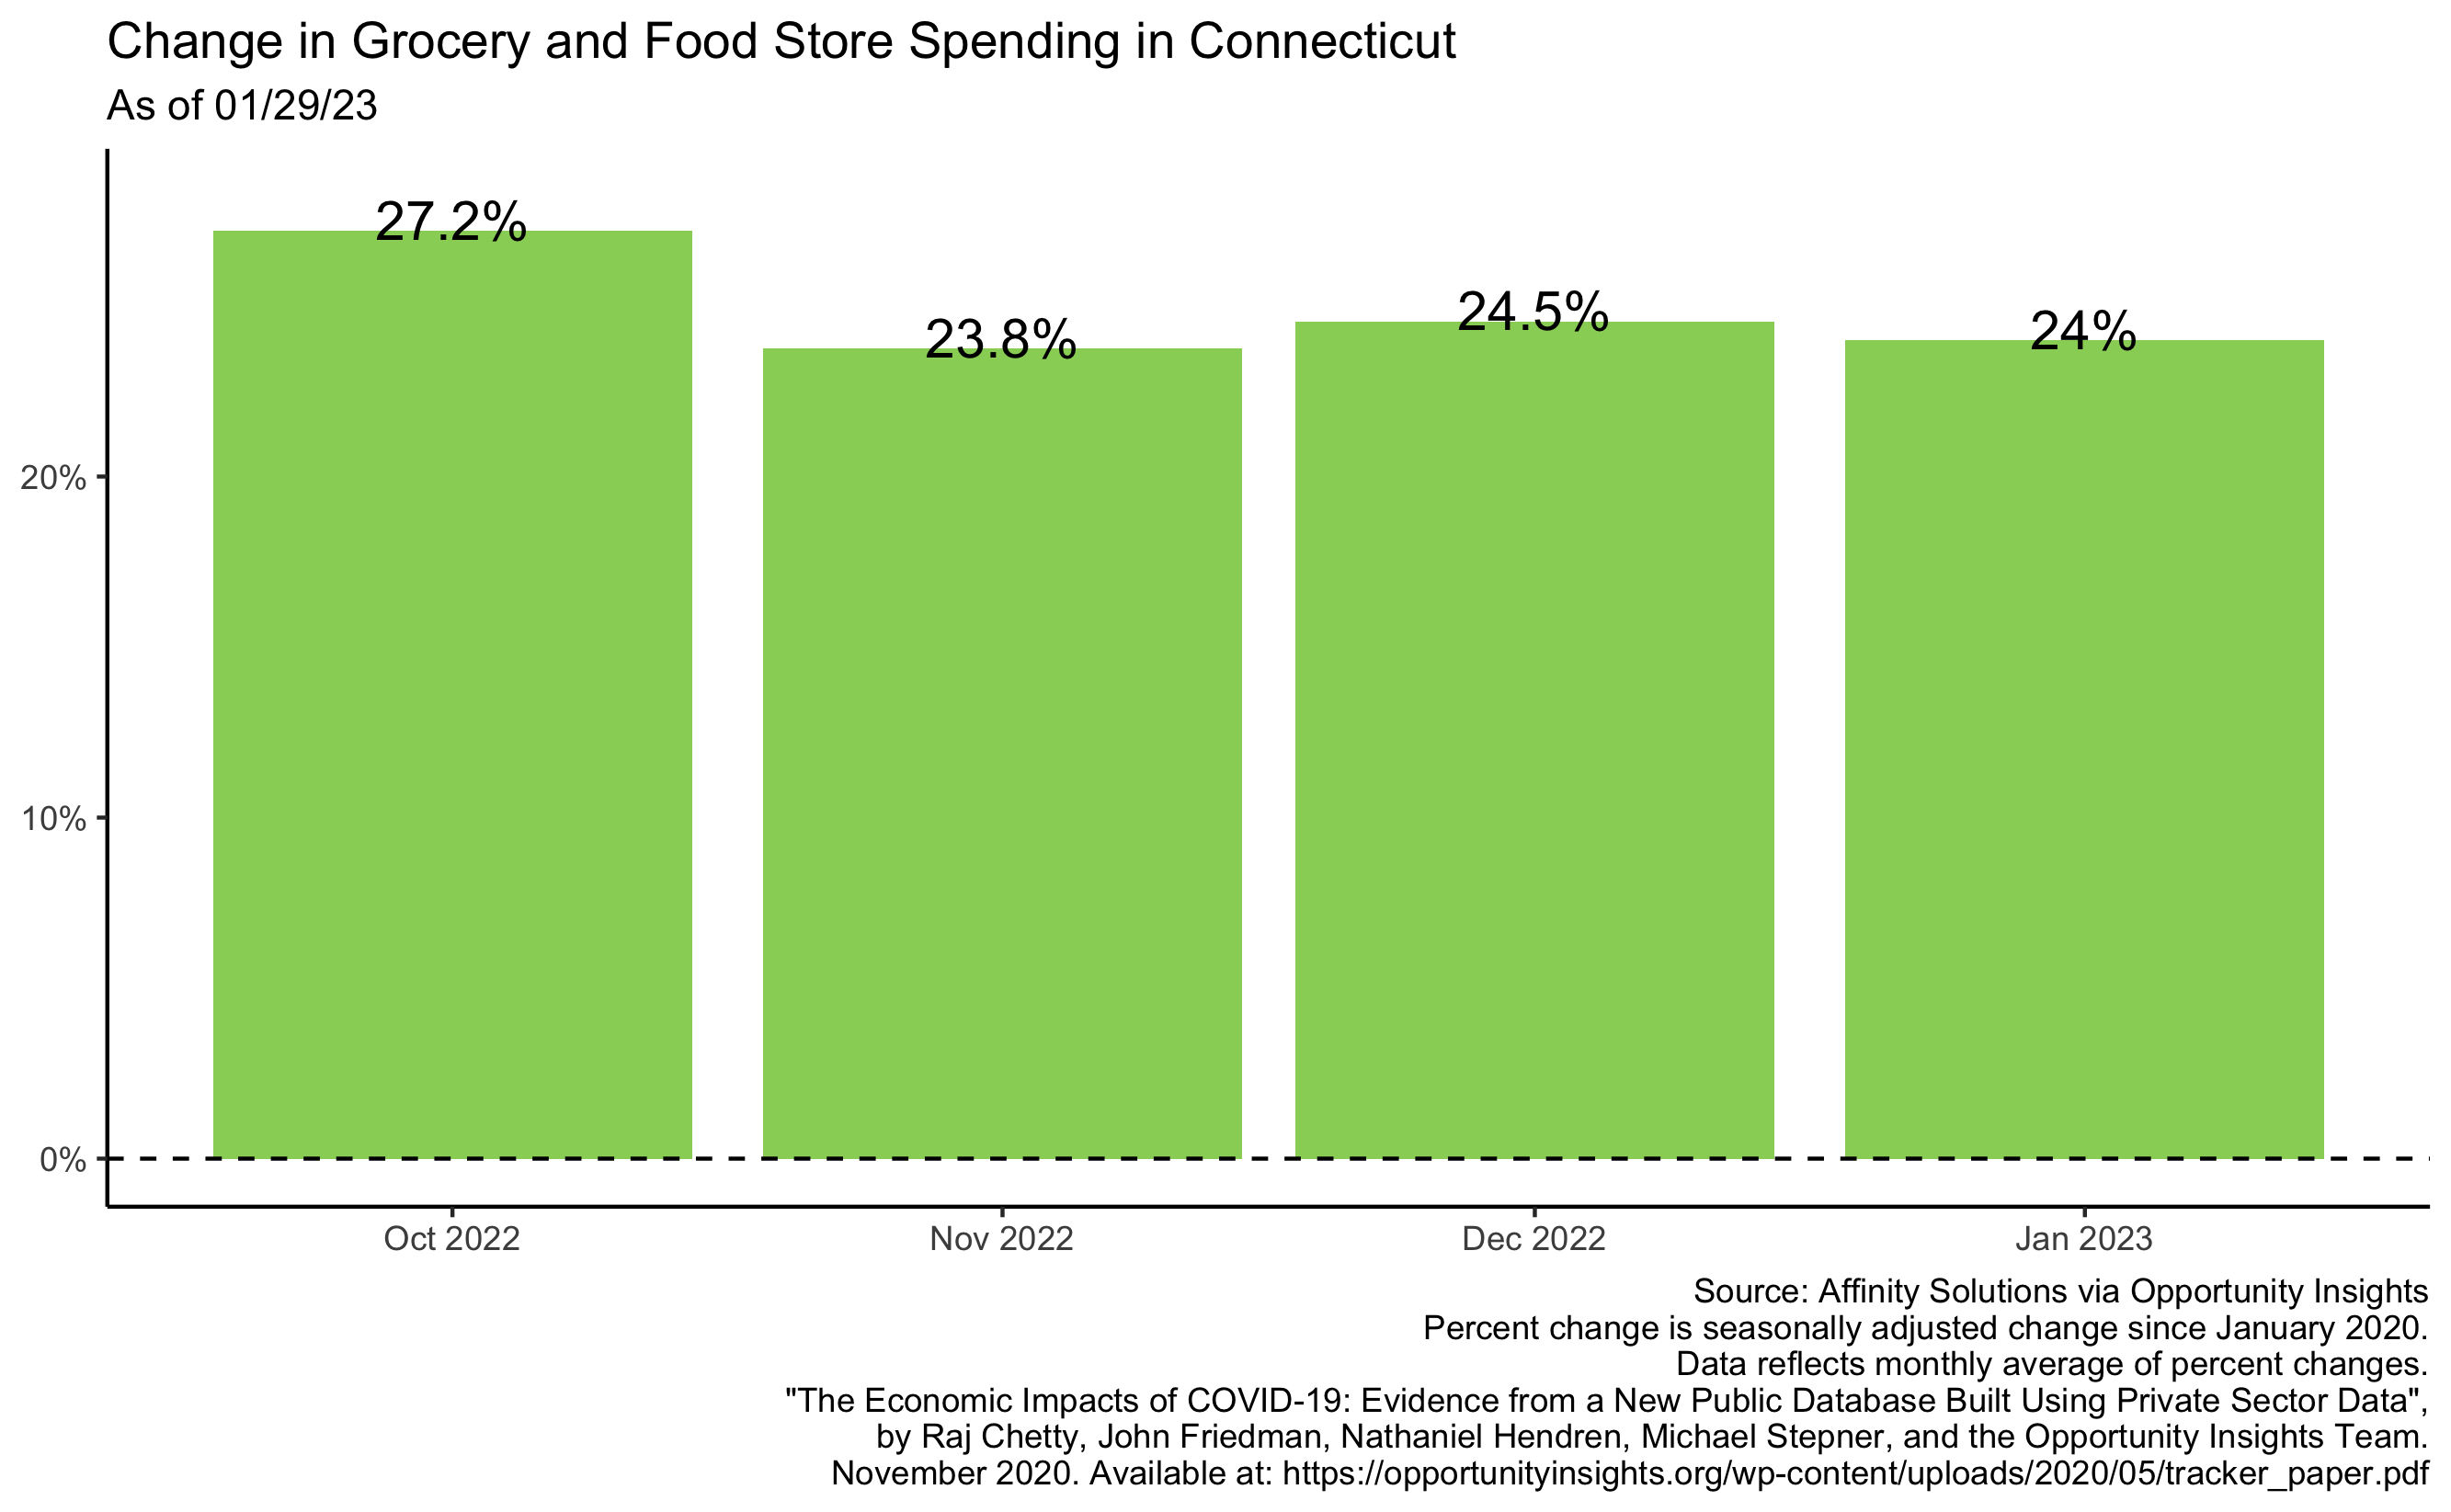 Change in Grocery and Food Store Spending in Connecticut
As of 01/29/23
27.2%
23.8%
24.5%
24%
20%
10%
0%
Oct 2022
Nov 2022
Dec 2022
Jan 2023
Source: Affinity Solutions via Opportunity Insights
Percent change is seasonally adjusted change since January 2020.
Data reflects monthly average of percent changes.
"The Economic Impacts of COVID-19: Evidence from a New Public Database Built Using Private Sector Data",
by Raj Chetty, John Friedman, Nathaniel Hendren, Michael Stepner, and the Opportunity Insights Team.
November 2020. Available at: https://opportunityinsights.org/wp-content/uploads/2020/05/tracker_paper.pdf